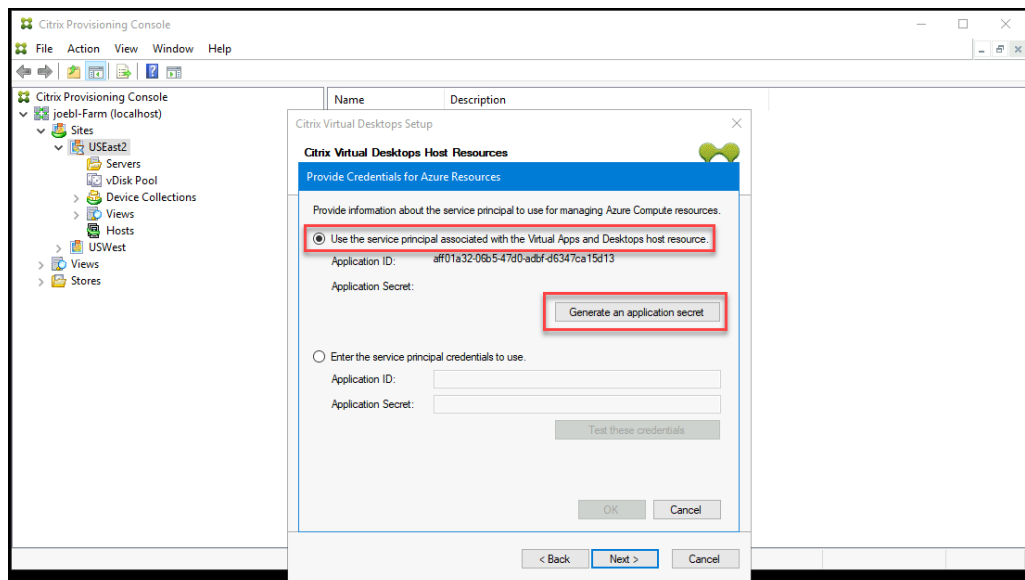 Citrix Provisioning Console
File Action View Window Help
Citrix Provisioning Console
joebl-Farm (localhost)
Sites
USEast2
Servers
vDisk Pool
Device Collections
Views
Hosts
USWest
Views
Stores
Name Description
Citrix Virtual Desktops Setup
Citrix Virtual Desktops Host Resources
Provide Credentials for Azure Resources
Provide information about the service principal to use for managing Azure Compute resources.
Use the service principal associated with the Virtual Apps and Desktops host resource.
Application ID: aff01a32-06b5-47d0-adbf-d6347ca15d13
Application Secret:
Generate an application secret
Enter the service principal credentials to use.
Application ID:
Application Secret:
Test these credentials
OK Cancel
< Back Next > Cancel